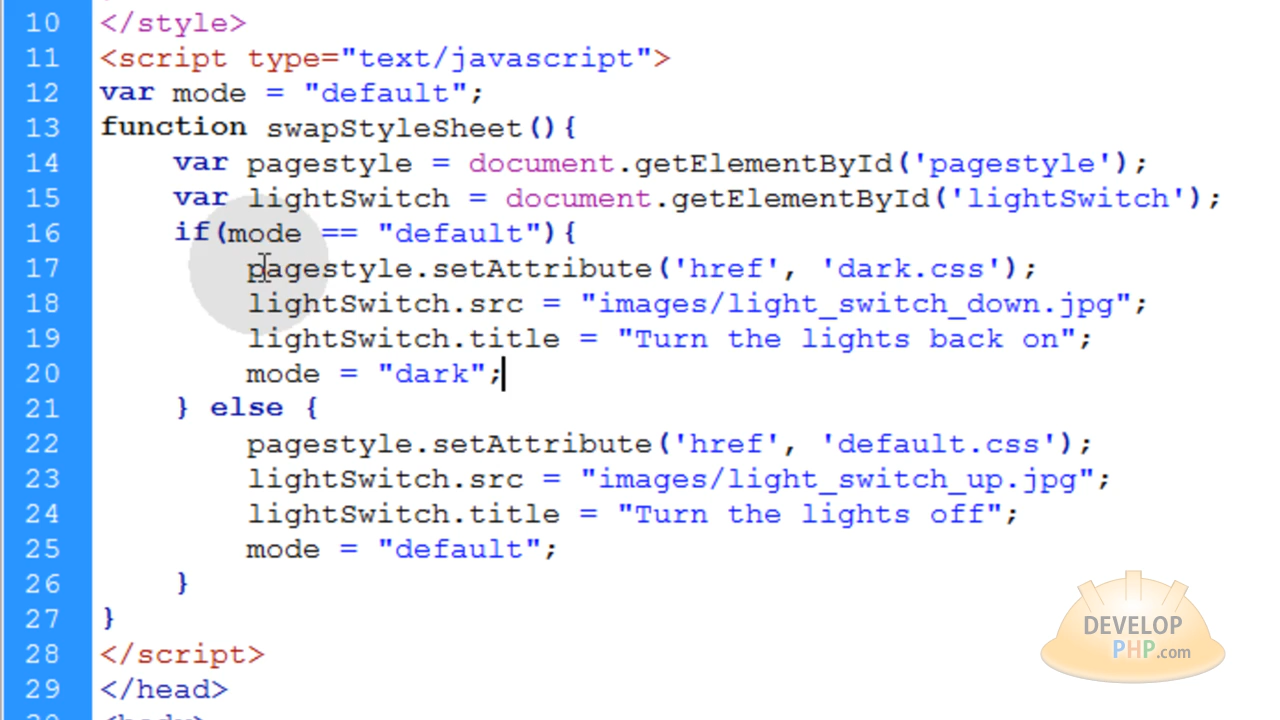 10 </style>
11 <script type="text/javascript">
12 var mode = "default";
13 function swapStyleSheet(){
14 var pagestyle = document.getElementById('pagestyle');
15 var lightSwitch = document.getElementById('lightSwitch');
16 if(mode == "default"){
17 pagestyle.setAttribute('href', 'dark.css');
18 lightSwitch.src = "images/light_switch_down.jpg";
19 lightSwitch.title = "Turn the lights back on";
20 mode = "dark";
21 } else {
22 pagestyle.setAttribute('href', 'default.css');
23 lightSwitch.src = "images/light_switch_up.jpg";
24 lightSwitch.title = "Turn the lights off";
25 mode = "default";
26 }
27 }
28 </script>
29 </head>
DEVELOP
PHP.com